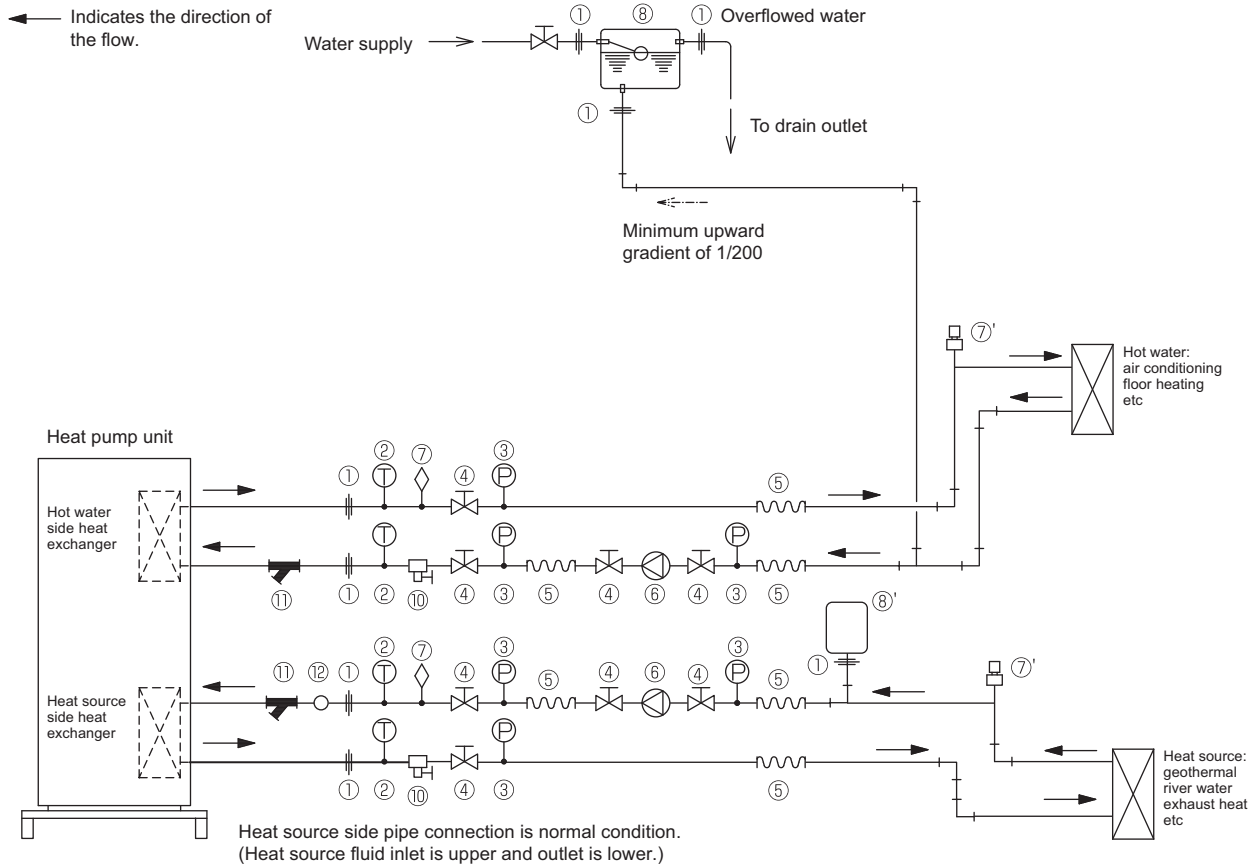 Indicates the direction of
the flow.
① ⑧ ① Overflowed water
Water supply
①
To drain outlet
Minimum upward
gradient of 1/200
⑦'
Hot water:
air conditioning
floor heating
etc
Heat pump unit
① ② ⑦ ④ ③ ⑤
T P
Hot water
side heat
exchanger
T P P
⑪ ① ② ⑩ ④ ③ ⑤ ④ ⑥ ④ ③ ⑤
⑧'
⑪ ⑫ ① ② ⑦ ④ ③ ⑤ ④ ⑥ ④ ③ ⑤ ① ⑦'
T P P
Heat source
side heat
exchanger
T P
① ② ⑩ ④ ③ ⑤
Heat source:
geothermal
river water
exhaust heat
etc
Heat source side pipe connection is normal condition.
(Heat source fluid inlet is upper and outlet is lower.)